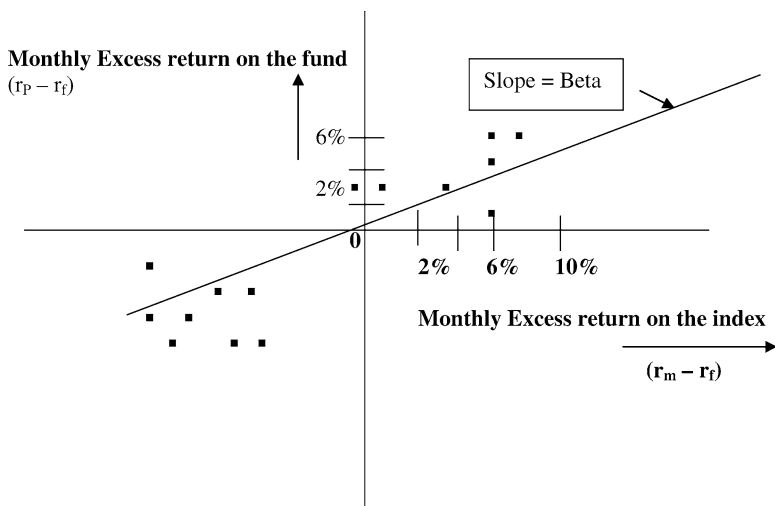 Monthly Excess return on the fund
(rP – rf)
Slope = Beta
6%
2%
0
2% 6% 10%
Monthly Excess return on the index
(rm – rf)